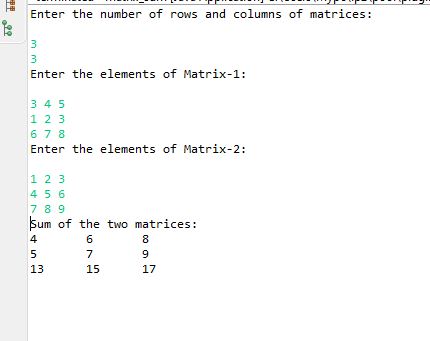 Enter the number of rows and columns of matrices:
3
3
Enter the elements of Matrix-1:
3 4 5
1 2 3
6 7 8
Enter the elements of Matrix-2:
1 2 3
4 5 6
7 8 9
Sum of the two matrices:
4 6 8
5 7 9
13 15 17